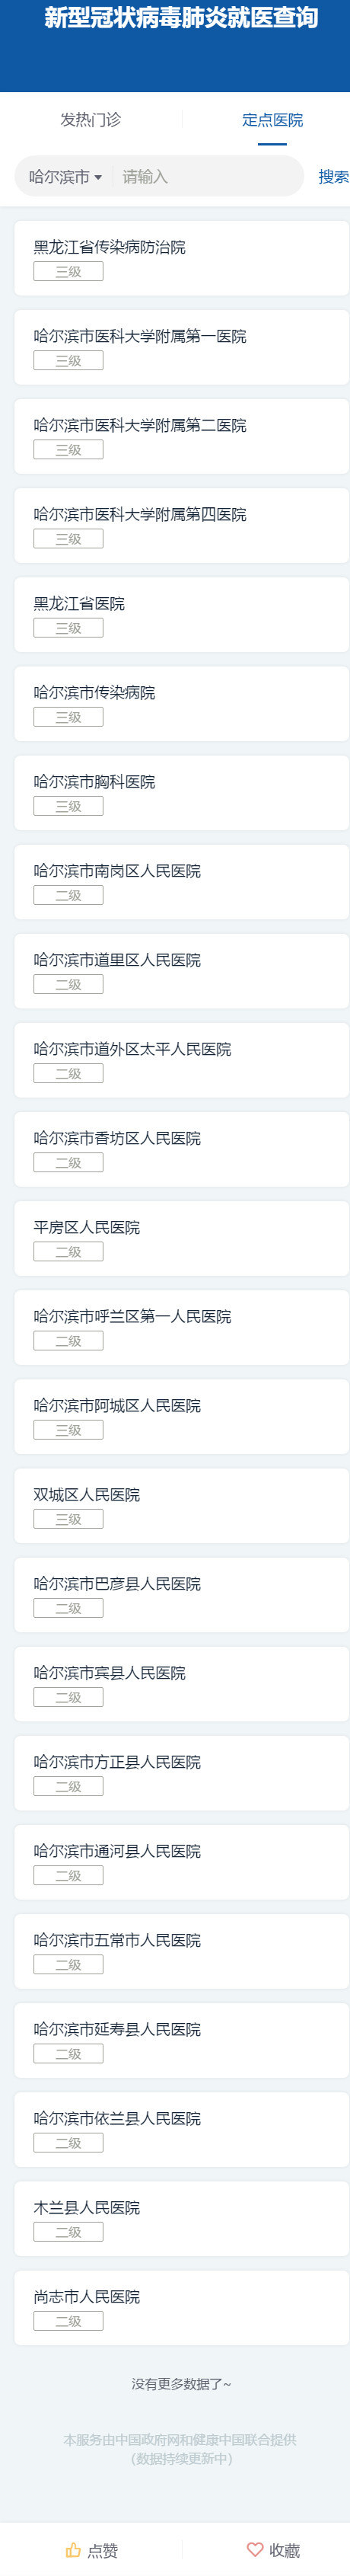 新型冠状病毒肺炎就医查询
发热门诊
定点医院
哈尔滨市
请输入
搜索
黑龙江省传染病防治院
三级
哈尔滨市医科大学附属第一医院
三级
哈尔滨市医科大学附属第二医院
三级
哈尔滨市医科大学附属第四医院
三级
黑龙江省医院
三级
哈尔滨市传染病院
三级
哈尔滨市胸科医院
三级
哈尔滨市南岗区人民医院
二级
哈尔滨市道里区人民医院
二级
哈尔滨市道外区太平人民医院
二级
哈尔滨市香坊区人民医院
二级
平房区人民医院
二级
哈尔滨市呼兰区第一人民医院
二级
哈尔滨市阿城区人民医院
三级
双城区人民医院
三级
哈尔滨市巴彦县人民医院
二级
哈尔滨市宾县人民医院
二级
哈尔滨市方正县人民医院
二级
哈尔滨市通河县人民医院
二级
哈尔滨市五常市人民医院
二级
哈尔滨市延寿县人民医院
二级
哈尔滨市依兰县人民医院
二级
木兰县人民医院
二级
尚志市人民医院
二级
没有更多数据了~
本服务由中国政府网和健康中国联合提供
(数据持续更新中)
点赞
收藏